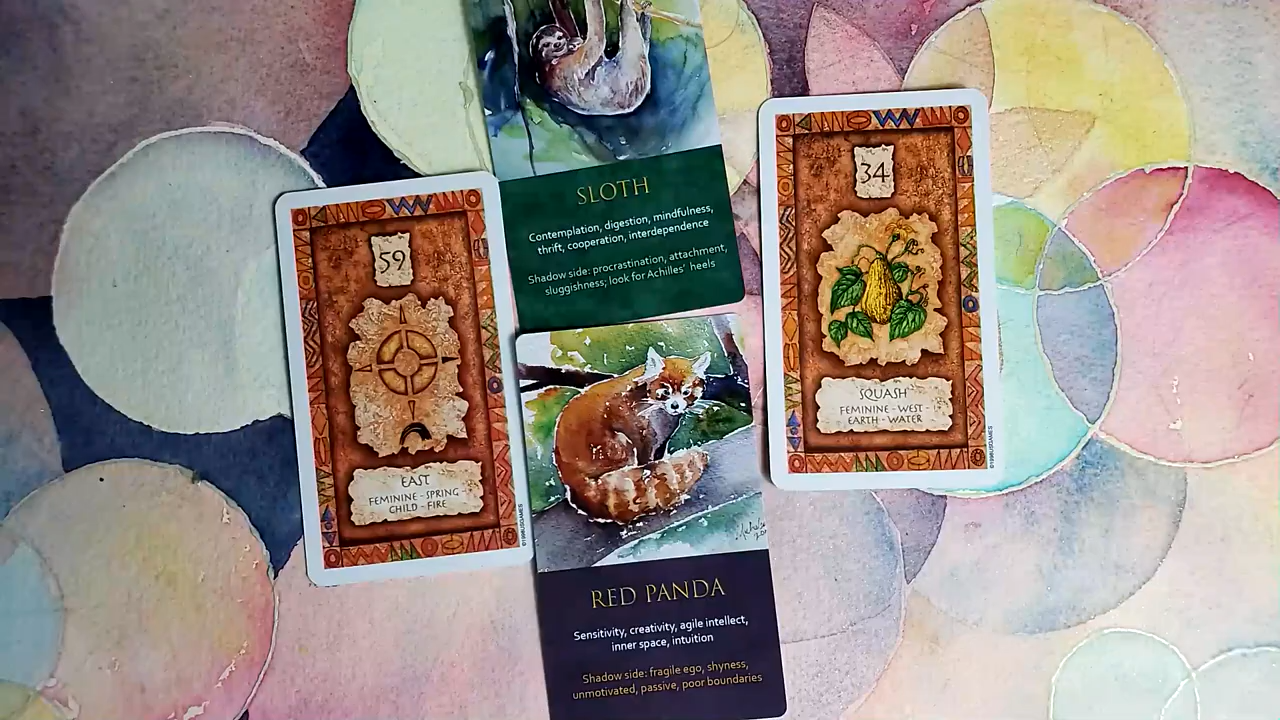 SLOTH
Contemplation, digestion, mindfulness,
thrift, cooperation, interdependence
Shadow side: procrastination, attachment,
sluggishness; look for Achilles' heels
59
EAST
FEMININE - SPRING -
CHILD - FIRE
©1996USGAMES
34
SQUASH
FEMININE - WEST -
EARTH - WATER
©1996USGAMES
RED PANDA
Sensitivity, creativity, agile intellect,
inner space, intuition
Shadow side: fragile ego, shyness,
unmotivated, passive, poor boundaries